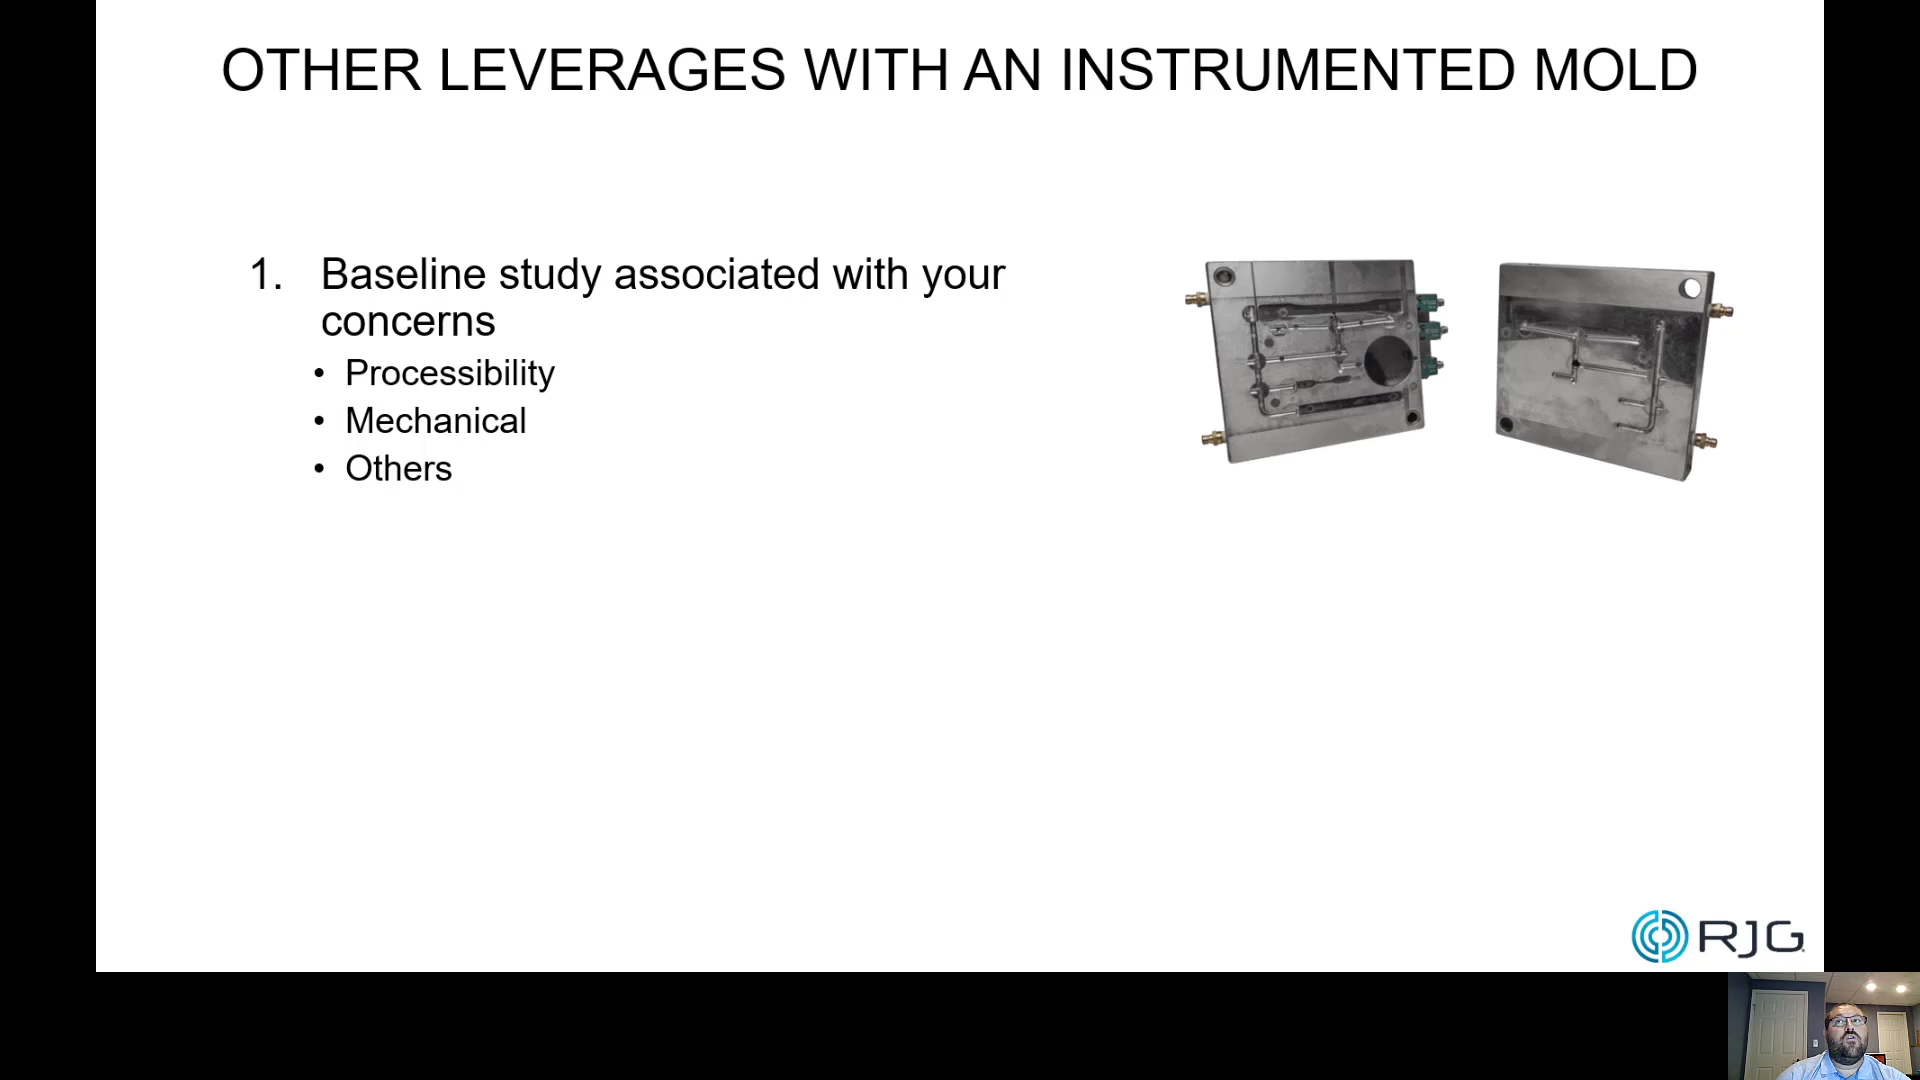 OTHER LEVERAGES WITH AN INSTRUMENTED MOLD
1. Baseline study associated with your
concerns
• Processibility
• Mechanical
• Others
RJG